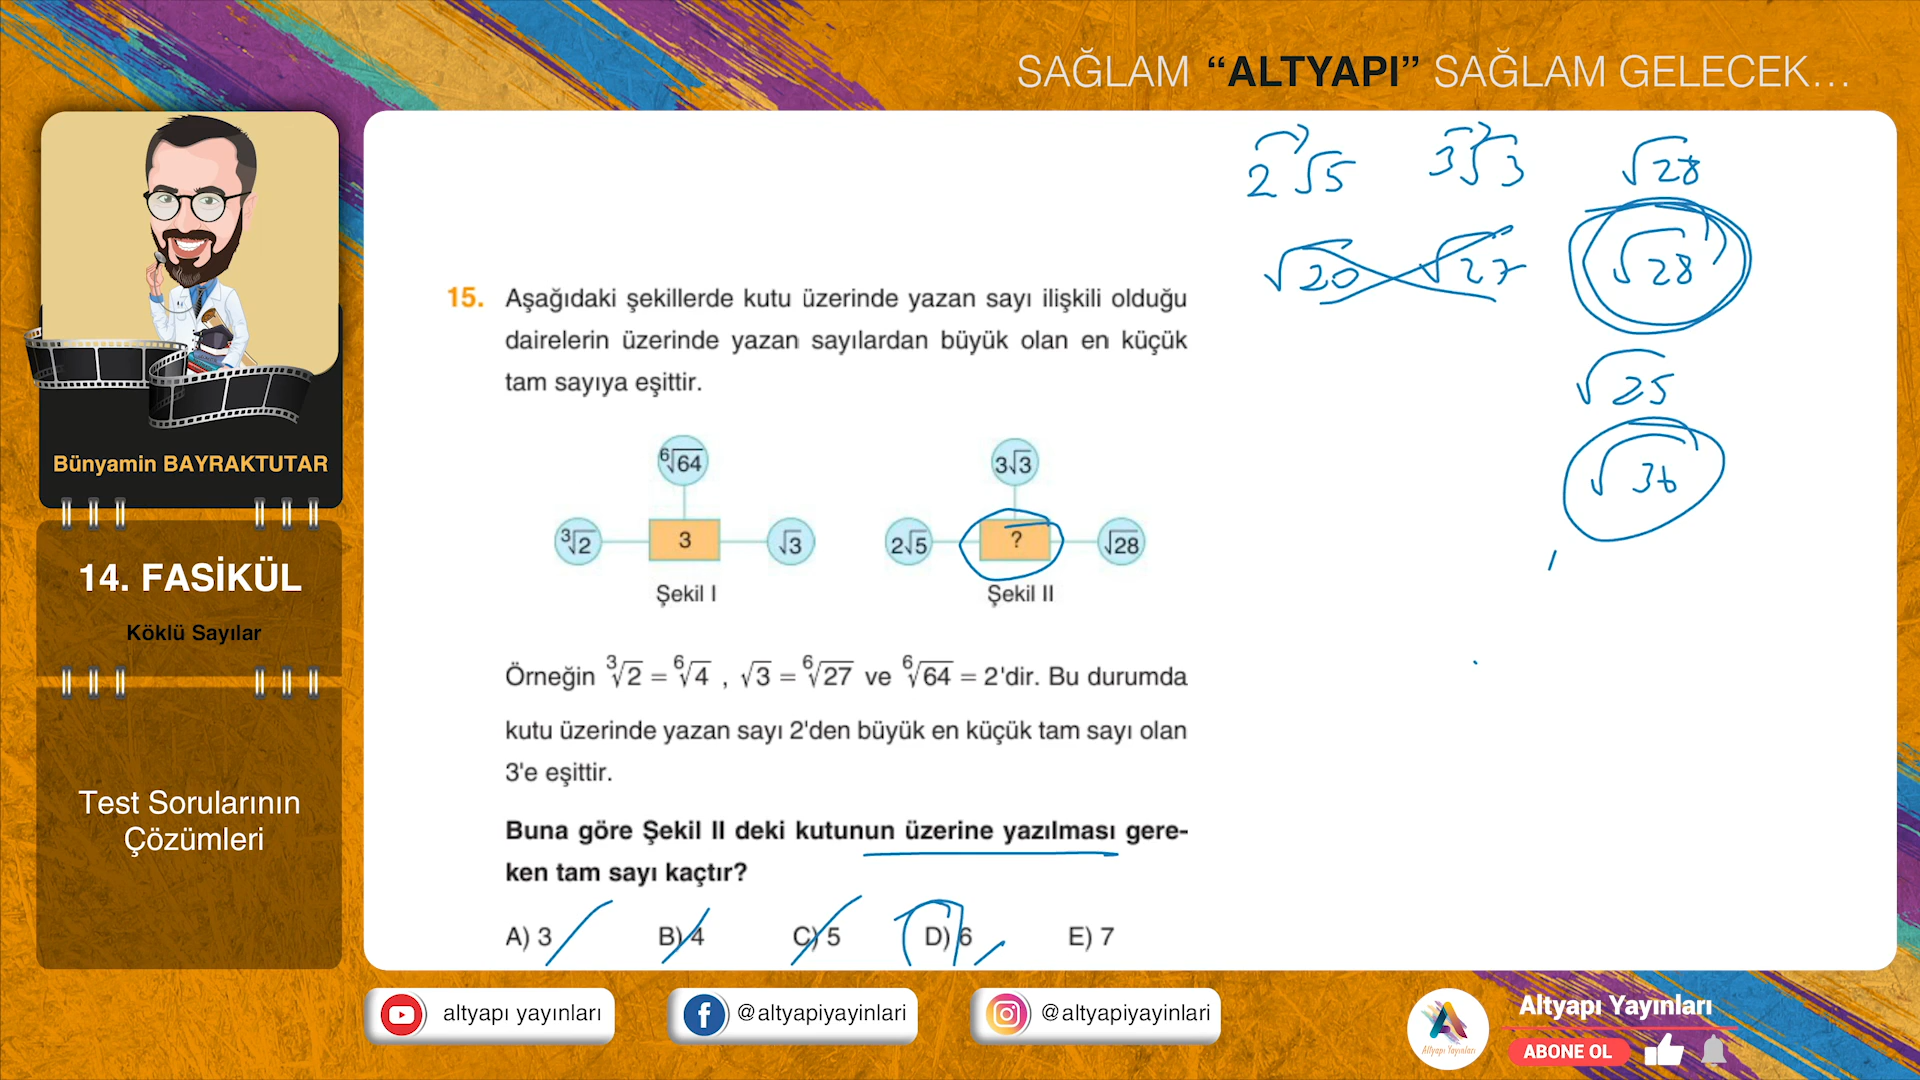 SAĞLAM “ALTYAPI” SAĞLAM GELECEK...
Bünyamin BAYRAKTUTAR
14. FASİKÜL
Köklü Sayılar
Test Sorularının
Çözümleri
15. Aşağıdaki şekillerde kutu üzerinde yazan sayı ilişkili olduğu
dairelerin üzerinde yazan sayılardan büyük olan en küçük
tam sayıya eşittir.
⁶√64
³√2 3 √3
Şekil I
3√3
2√5 ? √28
Şekil II
Örneğin ³√2 = ⁶√4 , √3 = ⁶√27 ve ⁶√64 = 2'dir. Bu durumda
kutu üzerinde yazan sayı 2'den büyük en küçük tam sayı olan
3'e eşittir.
Buna göre Şekil II deki kutunun üzerine yazılması gere-
ken tam sayı kaçtır?
A) 3 B) 4 C) 5 D) 6 E) 7
2√5 3√3 √28
√20 √27 √28
√25
√36
altyapı yayınları
@altyapiyayinlari
@altyapiyayinlari
Altyapı Yayınları
Altyapı Yayınları
ABONE OL